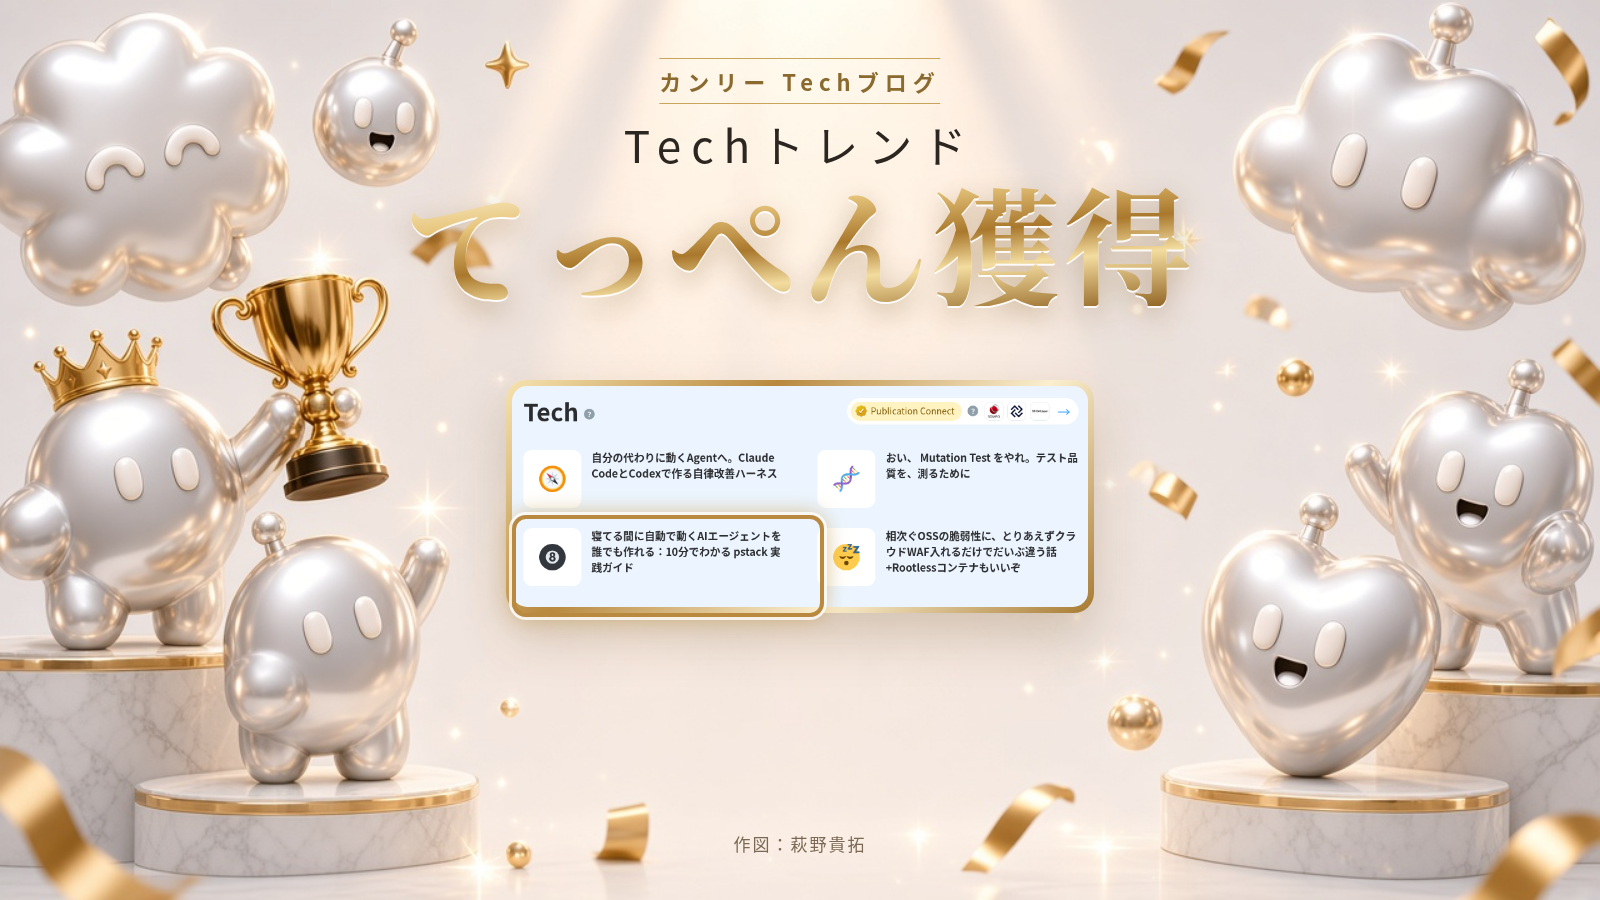 カンリー Techブログ
Techトレンド
てっぺん獲得
Tech ?
Publication Connect ?
自分の代わりに動くAgentへ。Claude
CodeとCodexで作る自律改善ハーネス
おい、 Mutation Test をやれ。テスト品
質を、測るために
8
寝てる間に自動で動くAIエージェントを
誰でも作れる：10分でわかる pstack 実
践ガイド
相次ぐOSSの脆弱性に、とりあえずクラ
ウドWAF入れるだけでだいぶ違う話
+Rootlessコンテナもいいぞ
作図：萩野貴拓